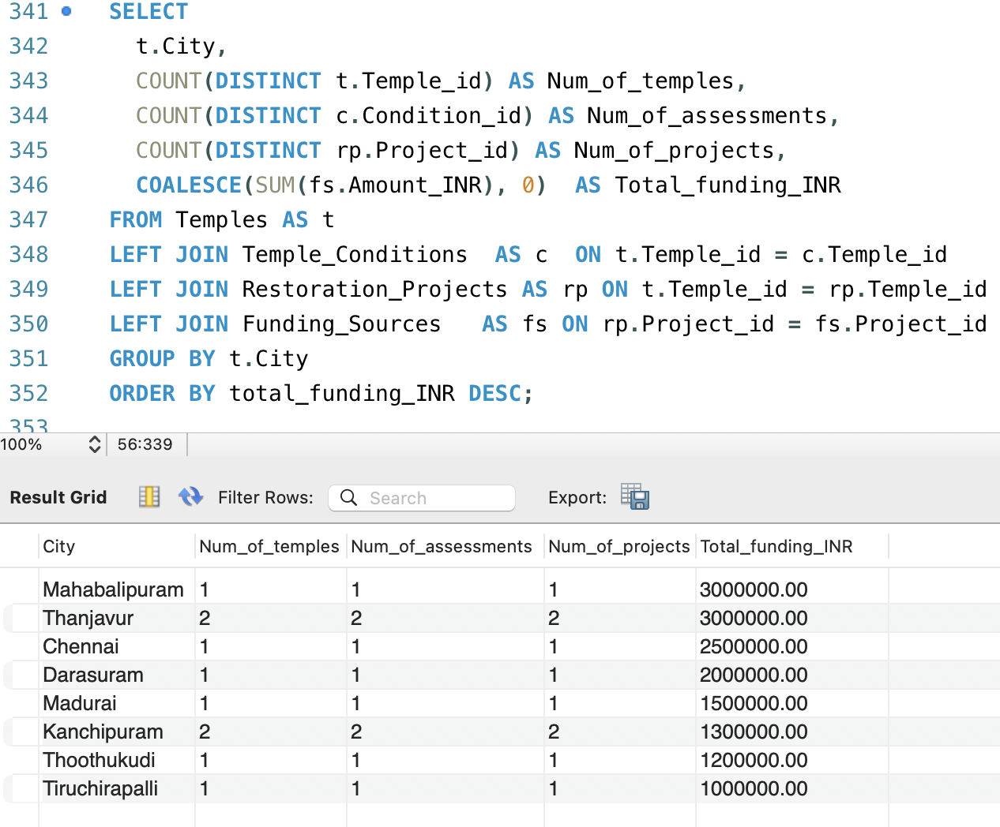 341 SELECT
342 t.City,
343 COUNT(DISTINCT t.Temple_id) AS Num_of_temples,
344 COUNT(DISTINCT c.Condition_id) AS Num_of_assessments,
345 COUNT(DISTINCT rp.Project_id) AS Num_of_projects,
346 COALESCE(SUM(fs.Amount_INR), 0)  AS Total_funding_INR
347 FROM Temples AS t
348 LEFT JOIN Temple_Conditions  AS c  ON t.Temple_id = c.Temple_id
349 LEFT JOIN Restoration_Projects AS rp ON t.Temple_id = rp.Temple_id
350 LEFT JOIN Funding_Sources   AS fs ON rp.Project_id = fs.Project_id
351 GROUP BY t.City
352 ORDER BY total_funding_INR DESC;
353
100% 56:339
Result Grid Filter Rows: Search Export:
City Num_of_temples Num_of_assessments Num_of_projects Total_funding_INR
Mahabalipuram 1 1 1 3000000.00
Thanjavur 2 2 2 3000000.00
Chennai 1 1 1 2500000.00
Darasuram 1 1 1 2000000.00
Madurai 1 1 1 1500000.00
Kanchipuram 2 2 2 1300000.00
Thoothukudi 1 1 1 1200000.00
Tiruchirapalli 1 1 1 1000000.00